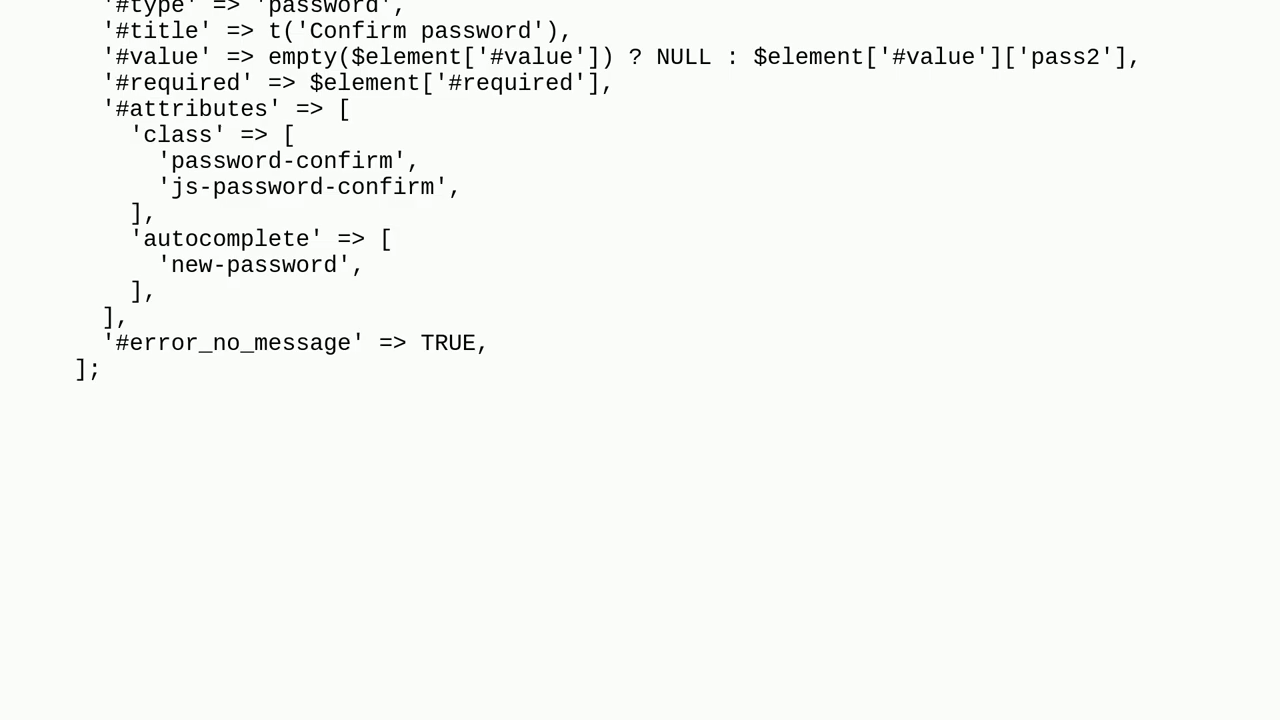 '#type' => 'password',
'#title' => t('Confirm password'),
'#value' => empty($element['#value']) ? NULL : $element['#value']['pass2'],
'#required' => $element['#required'],
'#attributes' => [
'class' => [
'password-confirm',
'js-password-confirm',
],
'autocomplete' => [
'new-password',
],
],
'#error_no_message' => TRUE,
];